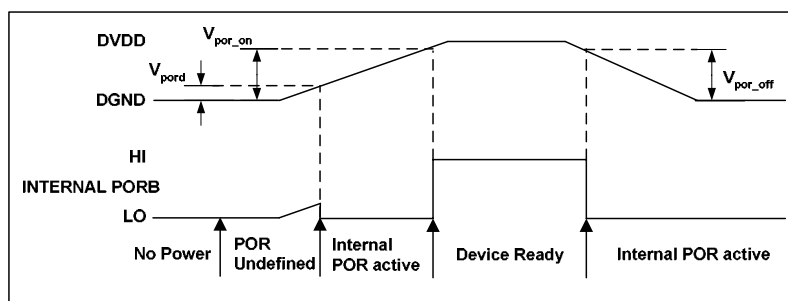 DVDD
Vpor_on
Vpord
DGND
Vpor_off
HI
INTERNAL PORB
LO
No Power
POR
Undefined
Internal
POR active
Device Ready
Internal POR active